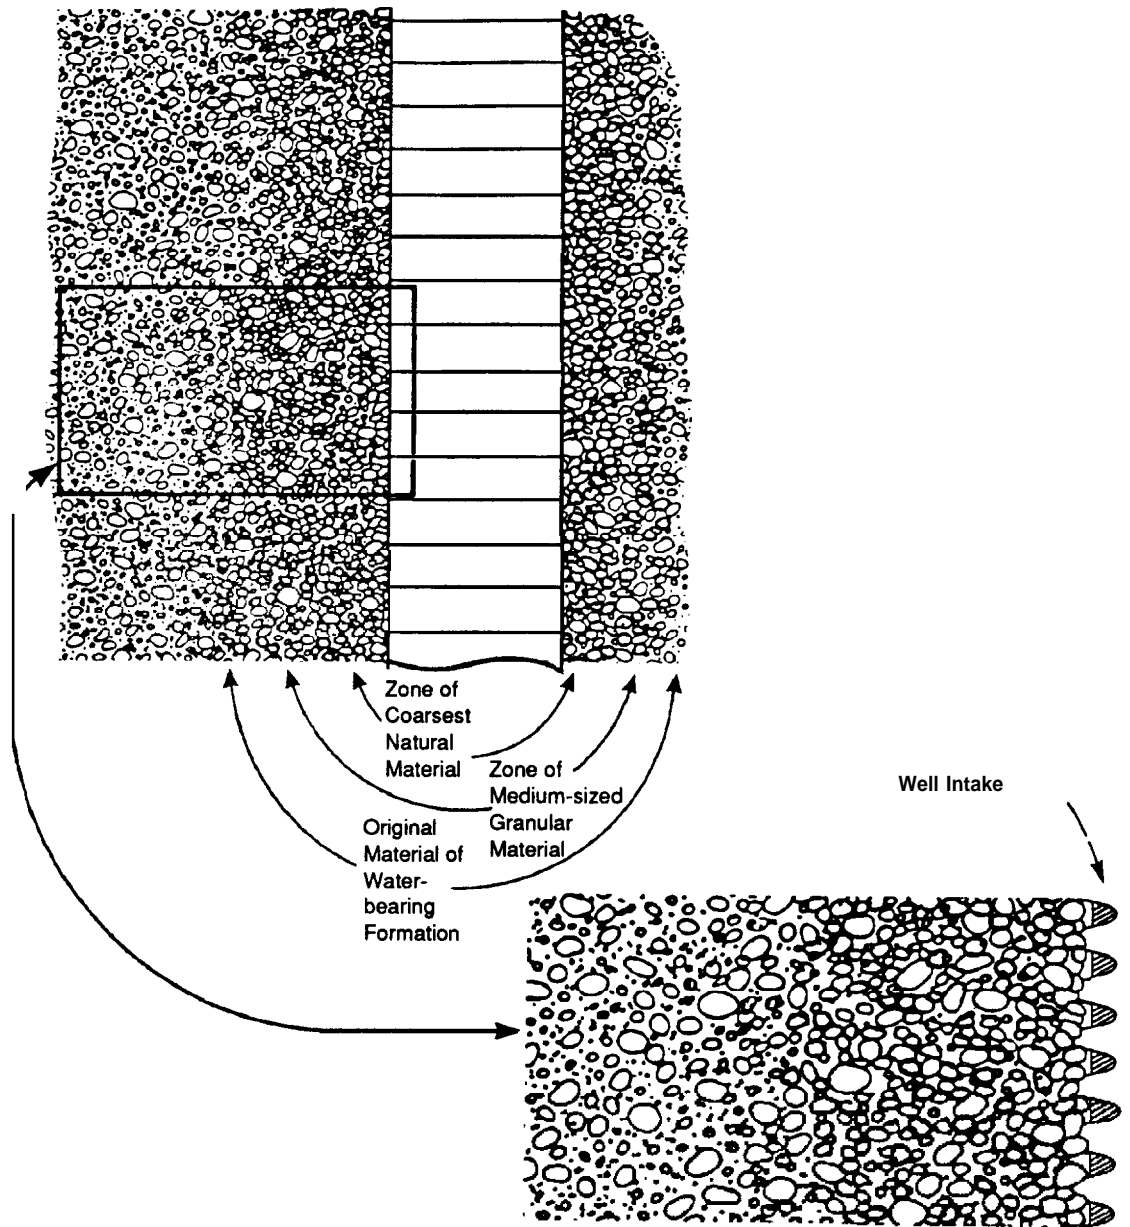 Zone of
Coarsest
Natural
Material
Zone of
Medium-sized
Granular
Material
Original
Material of
Water-
bearing
Formation
Well Intake